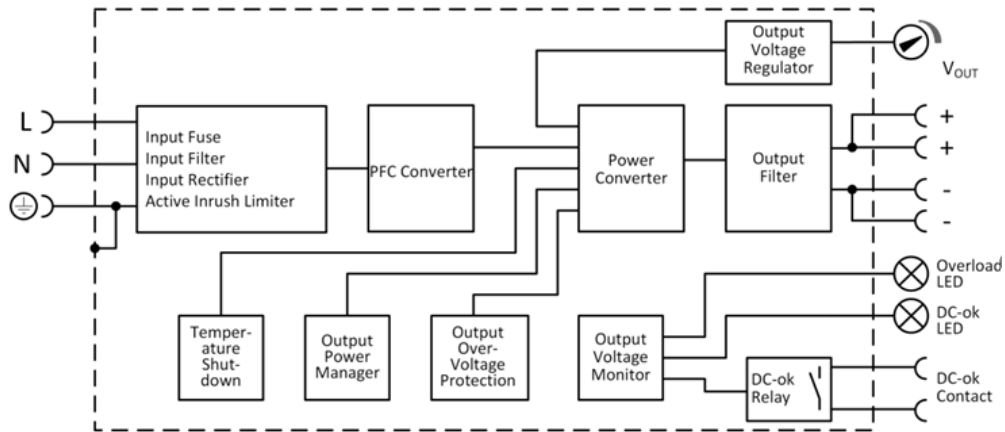 Output
Voltage
Regulator
V OUT
L
N
Input Fuse
Input Filter
Input Rectifier
Active Inrush Limiter
PFC Converter
Power
Converter
Output
Filter
+
+
-
-
Temper-
ature
Shut-
down
Output
Power
Manager
Output
Over-
Voltage
Protection
Output
Voltage
Monitor
DC-ok
Relay
Overload
LED
DC-ok
LED
DC-ok
Contact